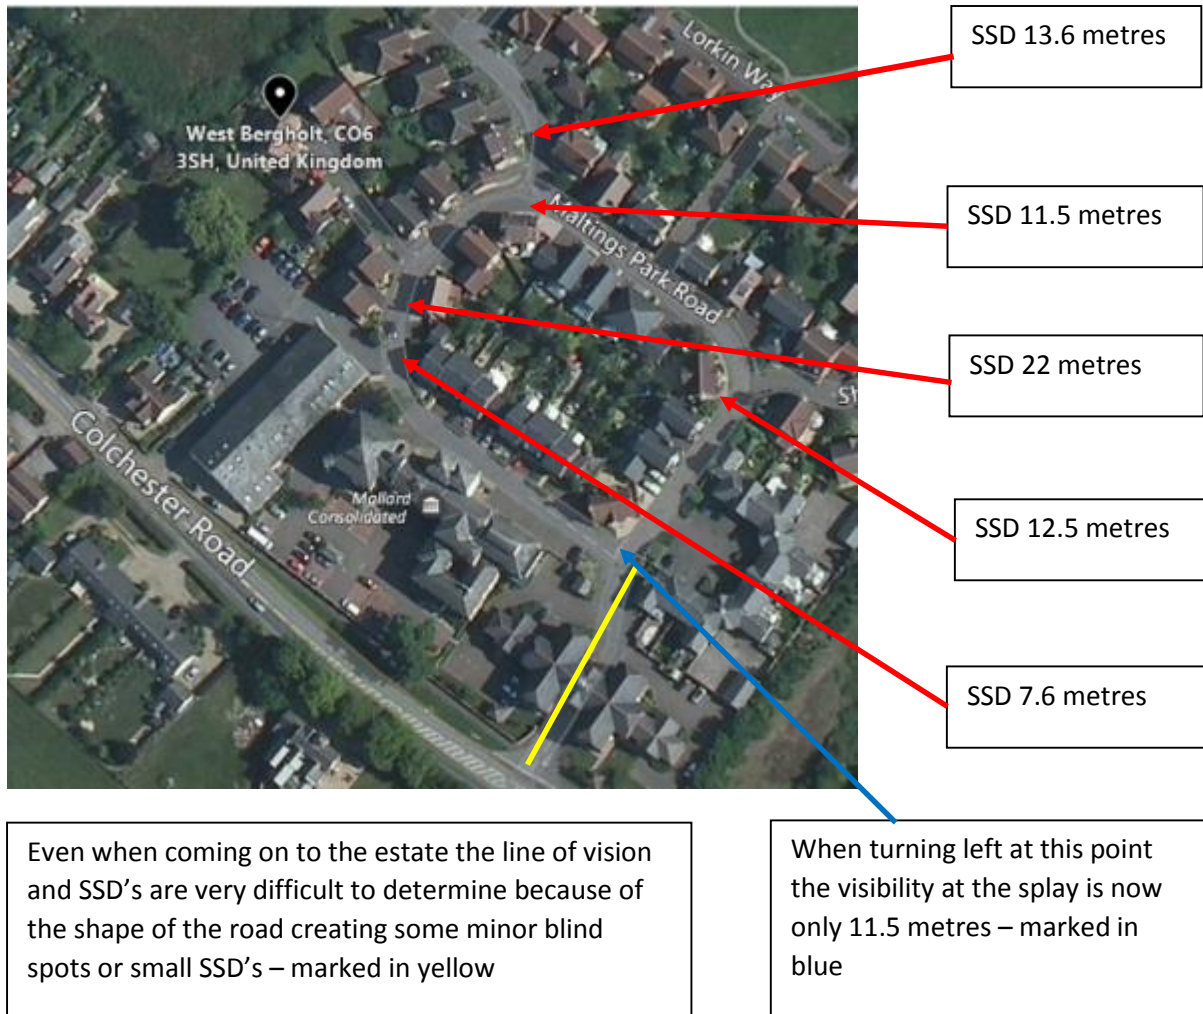 SSD 13.6 metres
Lorkin Way
West Bergholt, CO6
3SH, United Kingdom
SSD 11.5 metres
Maltings Park Road
SSD 22 metres
St
Colchester Road
Mallard
Consolidated
SSD 12.5 metres
SSD 7.6 metres
Even when coming on to the estate the line of vision
and SSD’s are very difficult to determine because of
the shape of the road creating some minor blind
spots or small SSD’s – marked in yellow
When turning left at this point
the visibility at the splay is now
only 11.5 metres – marked in
blue